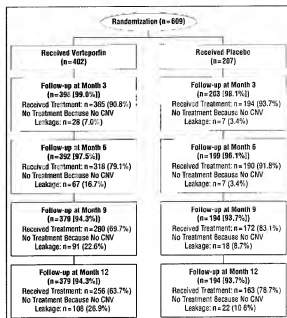 Randomization (n=609)
Received Verteporfin
(n=402)
Received Placebo
(n=207)
Follow-up at Month 3
(n=398 [99.0%])
Received Treatment: n=365 (90.8%)
No Treatment Because No CNV
Leakage: n=28 (7.0%)
Follow-up at Month 3
(n=203 [98.1%])
Received Treatment: n=194 (93.7%)
No Treatment Because No CNV
Leakage: n=7 (3.4%)
Follow-up at Month 6
(n=392 [97.5%])
Received Treatment: n=318 (79.1%)
No Treatment Because No CNV
Leakage: n=67 (16.7%)
Follow-up at Month 6
(n=199 [96.1%])
Received Treatment: n=190 (91.8%)
No Treatment Because No CNV
Leakage: n=7 (3.4%)
Follow-up at Month 9
(n=379 [94.3%])
Received Treatment: n=280 (69.7%)
No Treatment Because No CNV
Leakage: n=91 (22.6%)
Follow-up at Month 9
(n=194 [93.7%])
Received Treatment: n=172 (83.1%)
No Treatment Because No CNV
Leakage: n=18 (8.7%)
Follow-up at Month 12
(n=379 [94.3%])
Received Treatment: n=256 (63.7%)
No Treatment Because No CNV
Leakage: n=108 (26.9%)
Follow-up at Month 12
(n=194 [93.7%])
Received Treatment: n=163 (78.7%)
No Treatment Because No CNV
Leakage: n=22 (10.6%)